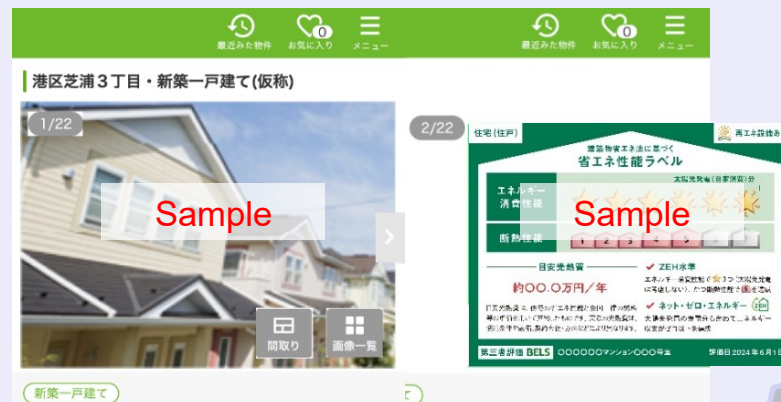 最近みた物件 お気に入り メニュー
0
港区芝浦3丁目・新築一戸建て(仮称)
1/22
Sample
間取り 画像一覧
新築一戸建て
最近みた物件 お気に入り メニュー
0
2/22
住宅(住戸)
再エネ設備あ
建築物省エネ法に基づく
省エネ性能ラベル
太陽光発電(自家消費)分
エネルギー
消費性能
Sample
断熱性能 1 2 3 4 5 6 7
目安光熱費
約〇〇.〇万円/年
ZEH水準
ネット・ゼロ・エネルギー
第三者評価 BELS 〇〇〇〇〇〇マンション〇〇〇号室
評価日2024年6月1日
て